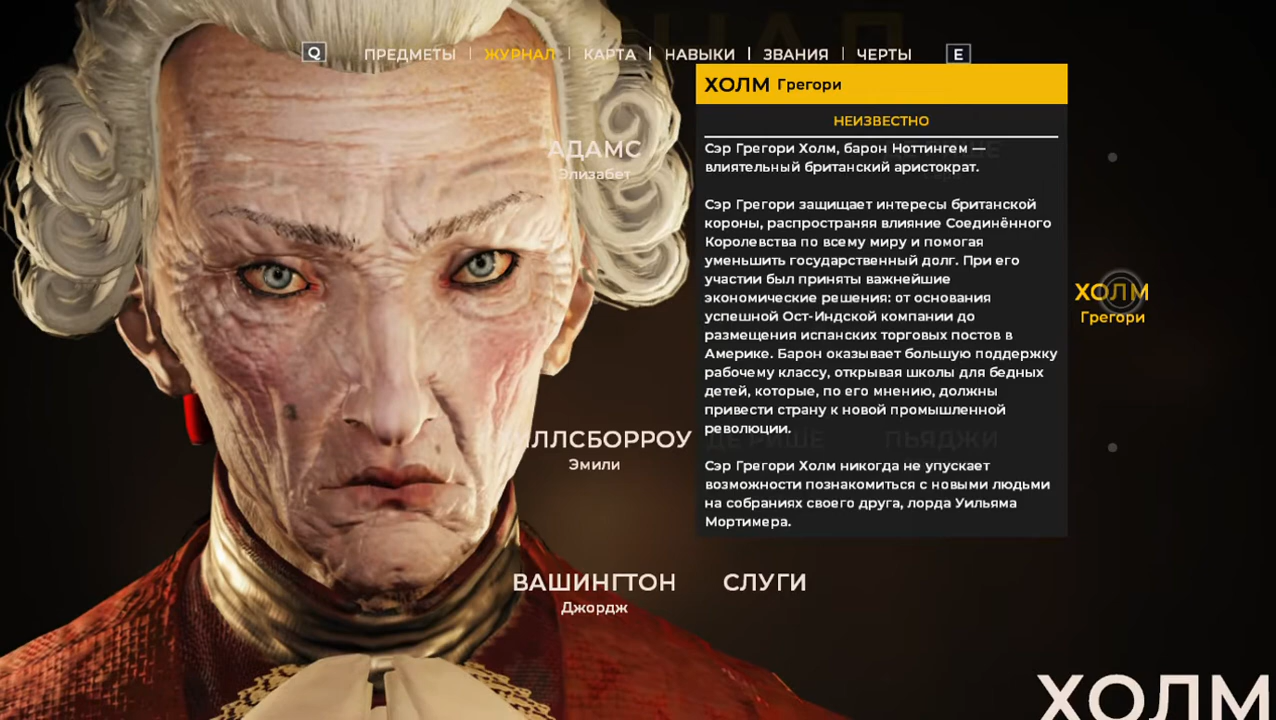 Q ПРЕДМЕТЫ ЖУРНАЛ КАРТА НАВЫКИ ЗВАНИЯ ЧЕРТЫ E
ХОЛМ Грегори
НЕИЗВЕСТНО
Сэр Грегори Холм, барон Ноттингем —
влиятельный британский аристократ.
Сэр Грегори защищает интересы британской
короны, распространяя влияние Соединённого
Королевства по всему миру и помогая
уменьшить государственный долг. При его
участии был приняты важнейшие
экономические решения: от основания
успешной Ост-Индской компании до
размещения испанских торговых постов в
Америке. Барон оказывает большую поддержку
рабочему классу, открывая школы для бедных
детей, которые, по его мнению, должны
привести страну к новой промышленной
революции.
Сэр Грегори Холм никогда не упускает
возможности познакомиться с новыми людьми
на собраниях своего друга, лорда Уильяма
Мортимера.
АДАМС
Элизабет
ХОЛМ
Грегори
ИЛЛСБОРРОУ ДЕ РИШЕ ПЬЯДЖИ
Эмили
ВАШИНГТОН СЛУГИ
Джордж
ХОЛМ